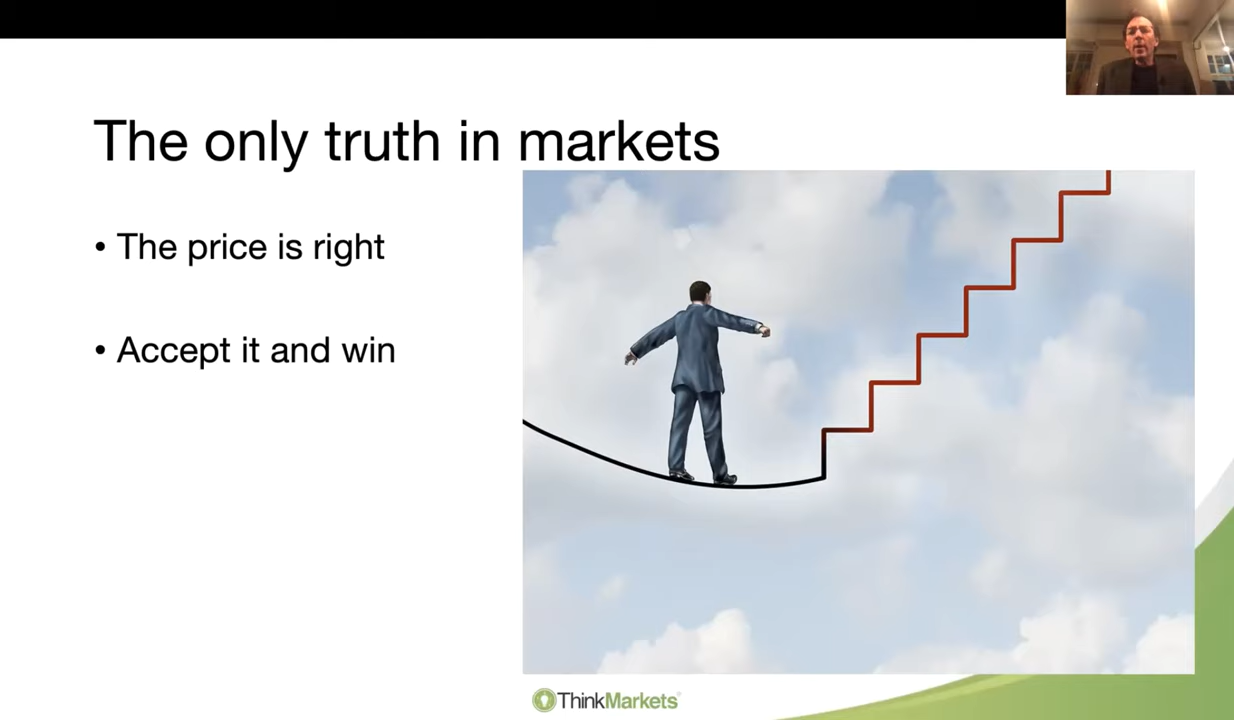 The only truth in markets
• The price is right
• Accept it and win
ThinkMarkets